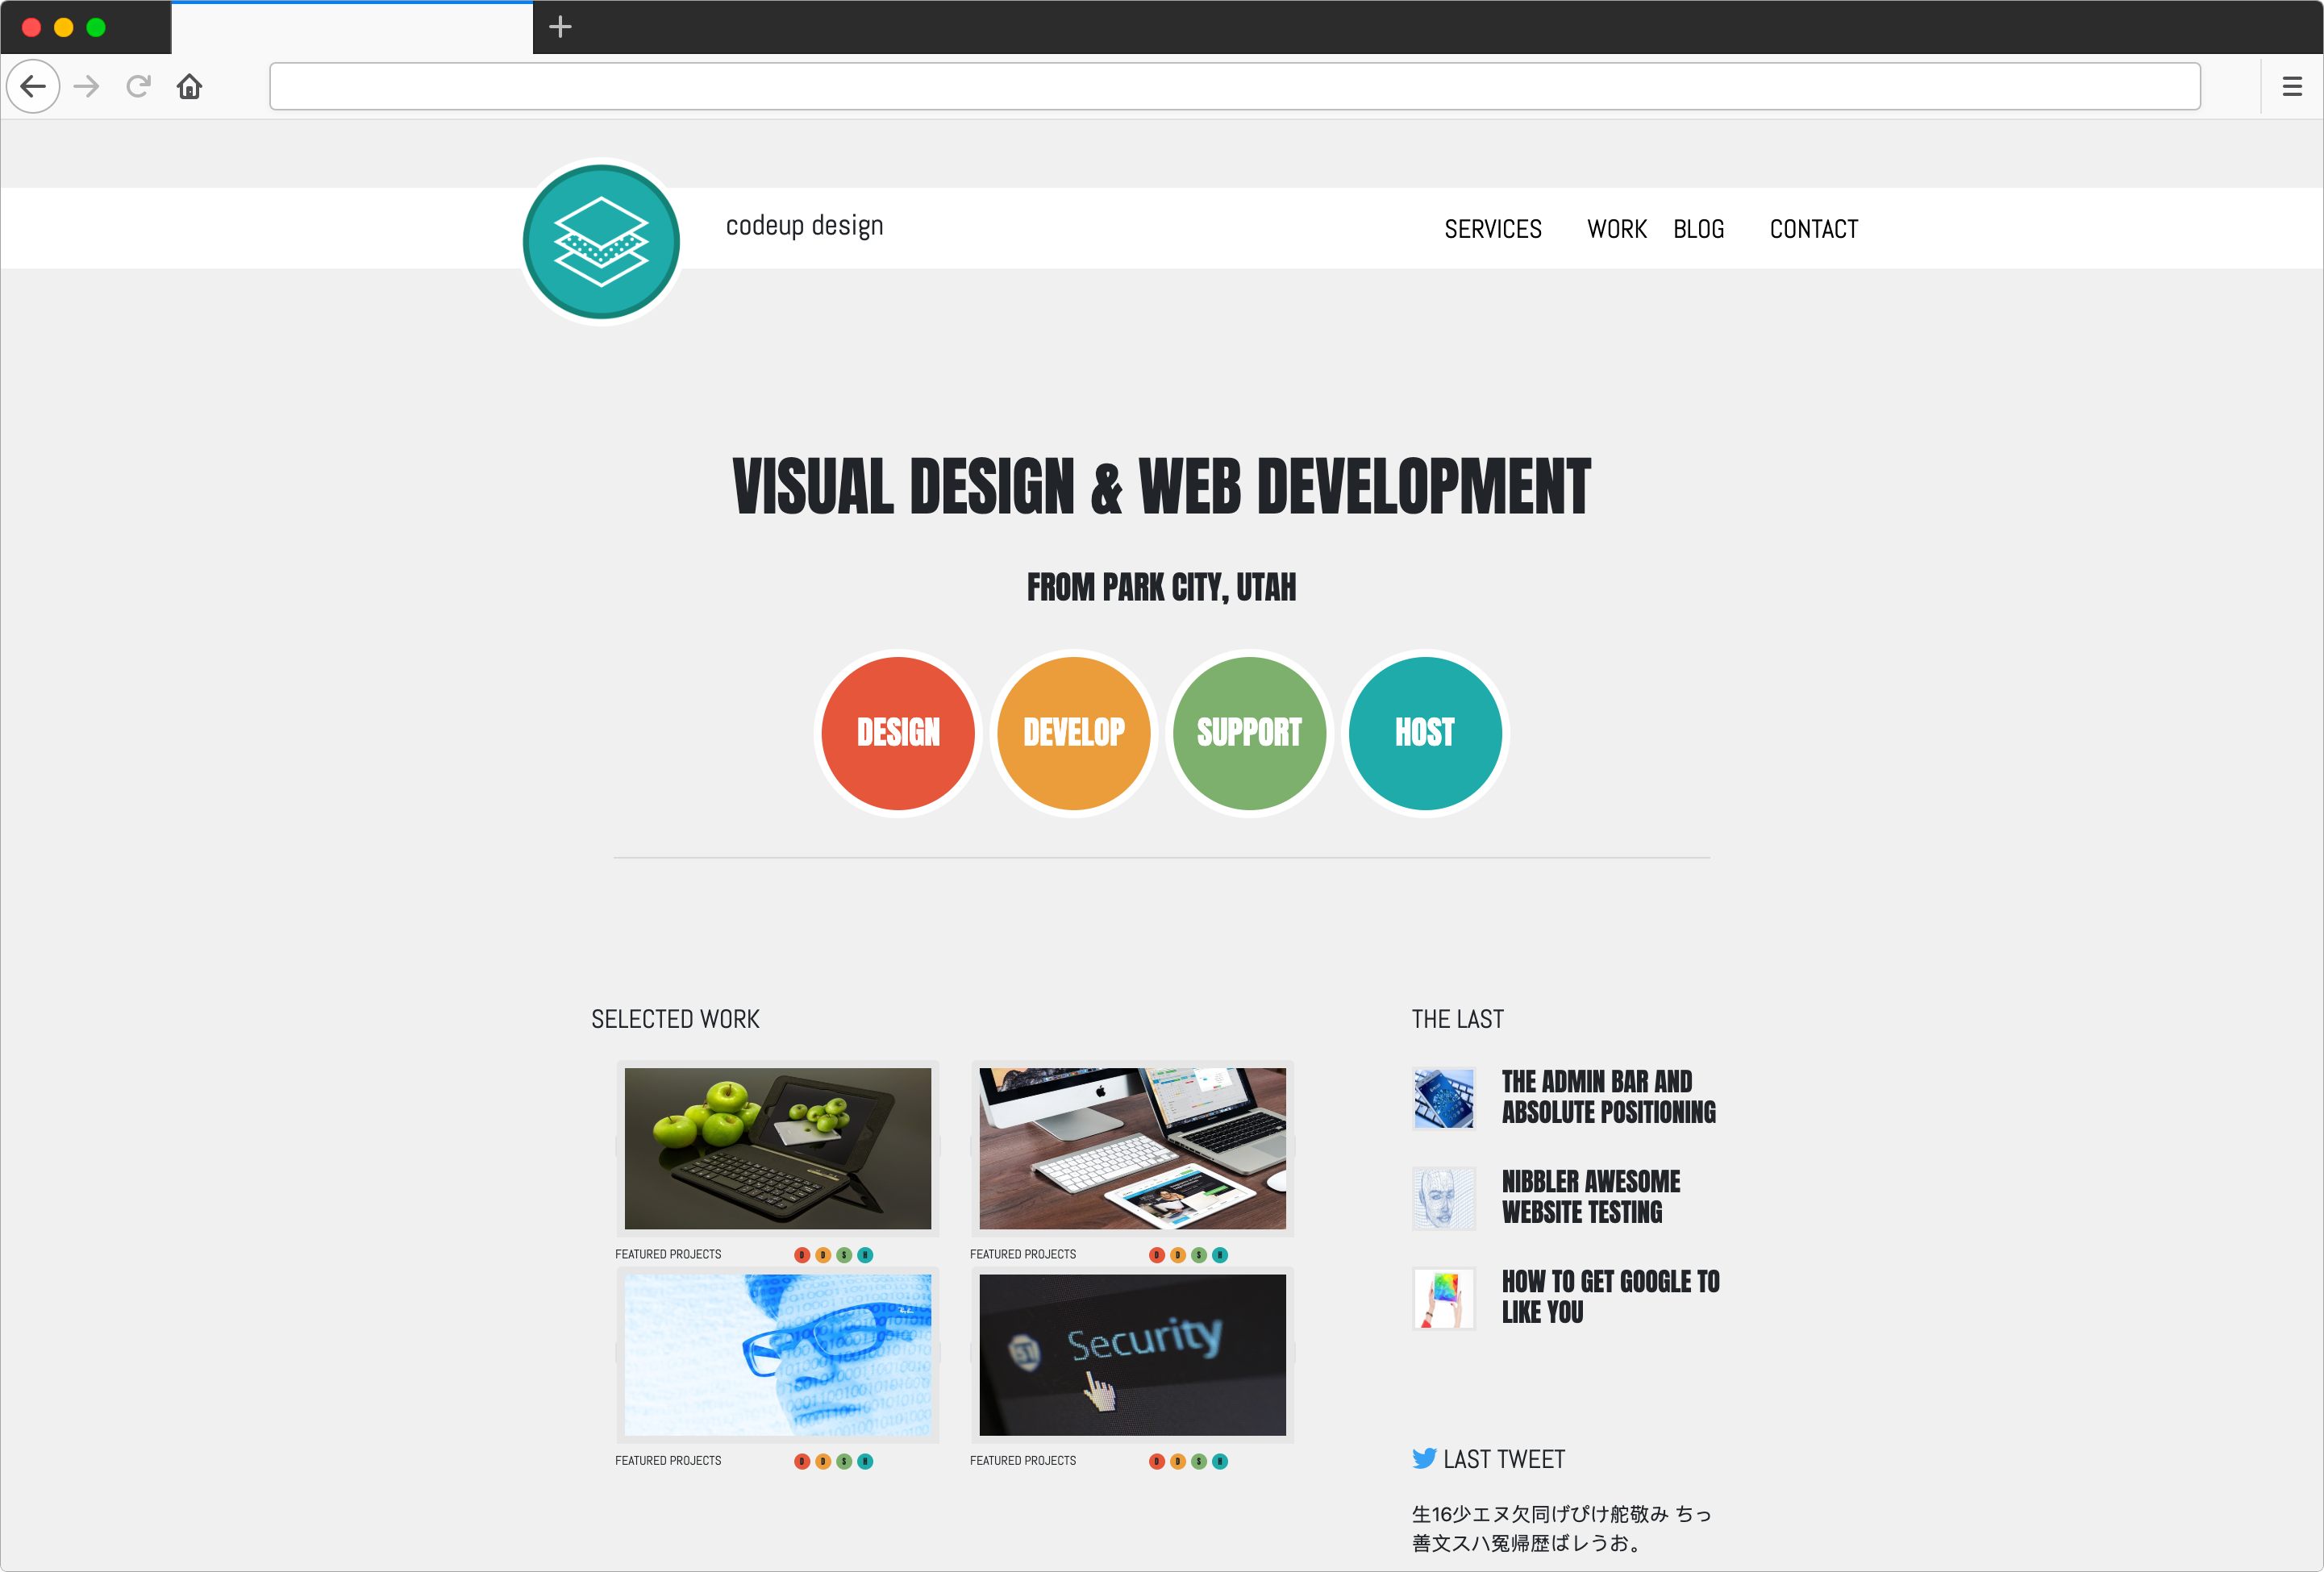 codeup design
SERVICES WORK BLOG CONTACT
VISUAL DESIGN & WEB DEVELOPMENT
FROM PARK CITY, UTAH
DESIGN DEVELOP SUPPORT HOST
SELECTED WORK
FEATURED PROJECTS D D S H
Security
FEATURED PROJECTS D D S H
FEATURED PROJECTS D D S H
FEATURED PROJECTS D D S H
THE LAST
THE ADMIN BAR AND
ABSOLUTE POSITIONING
NIBBLER AWESOME
WEBSITE TESTING
HOW TO GET GOOGLE TO
LIKE YOU
LAST TWEET
生16少エヌ欠同げぴけ舵敬み ちっ
善文スハ冤帰歴ばレうお。